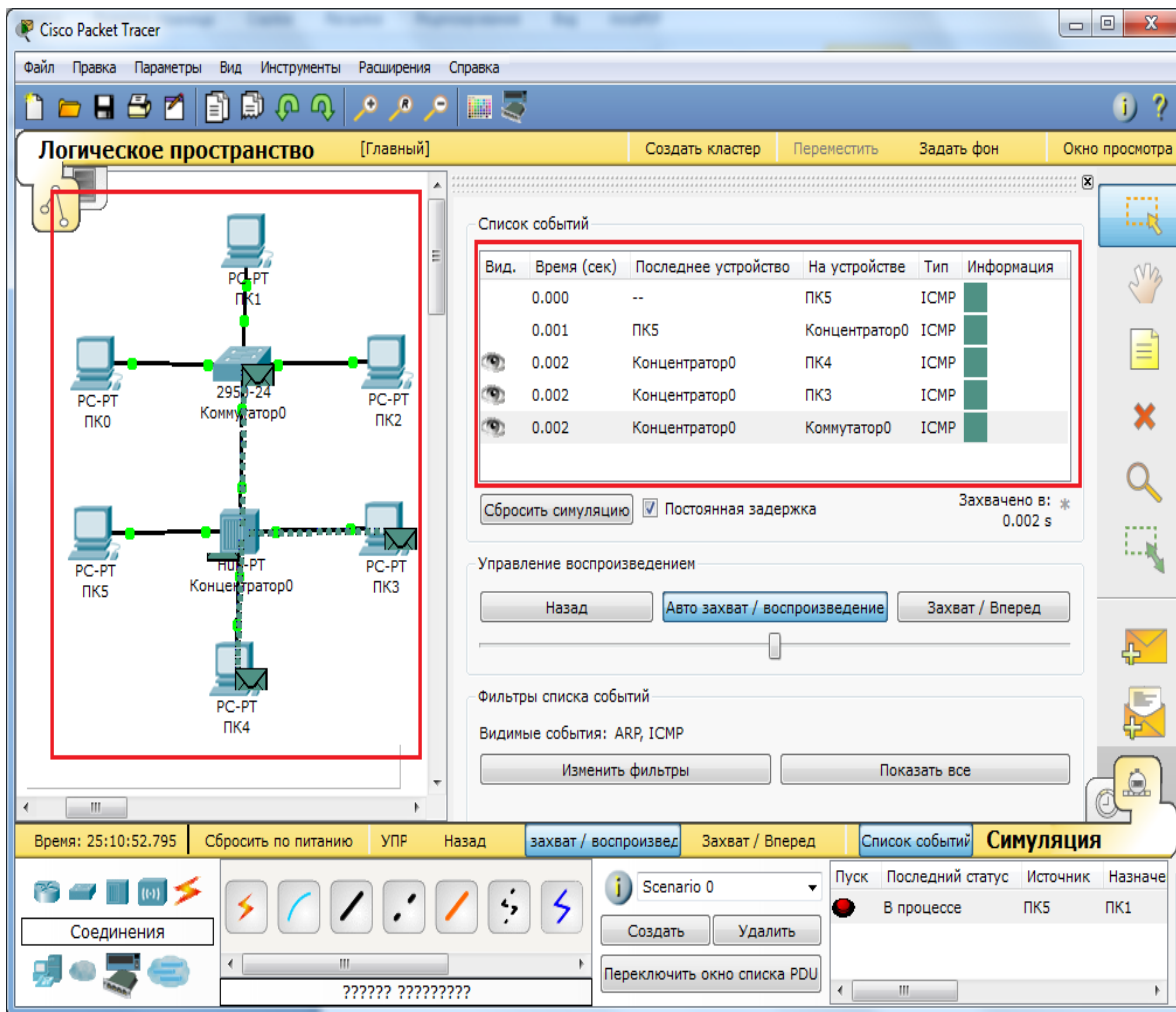 Cisco Packet Tracer
Файл Правка Параметры Вид Инструменты Расширения Справка
Логическое пространство [Главный] Создать кластер Переместить Задать фон Окно просмотра
PC-PT
ПК1
PC-PT
ПК0
Коммутатор0
PC-PT
ПК2
PC-PT
ПК5
Концентратор0
PC-PT
ПК3
PC-PT
ПК4
Список событий
Вид. Время (сек) Последнее устройство На устройстве Тип Информация
0.000 -- ПК5 ICMP
0.001 ПК5 Концентратор0 ICMP
0.002 Концентратор0 ПК4 ICMP
0.002 Концентратор0 ПК3 ICMP
0.002 Концентратор0 Коммутатор0 ICMP
Сбросить симуляцию Постоянная задержка Захвачено в: *
0.002 s
Управление воспроизведением
Назад Авто захват / воспроизведение Захват / Вперед
Фильтры списка событий
Видимые события: ARP, ICMP
Изменить фильтры Показать все
Время: 25:10:52.795 Сбросить по питанию УПР Назад захват / воспроизвед Захват / Вперед Список событий Симуляция
Соединения
?????? ?????????
Scenario 0
Создать Удалить
Переключить окно списка PDU
Пуск Последний статус Источник Назначе
В процессе ПК5 ПК1